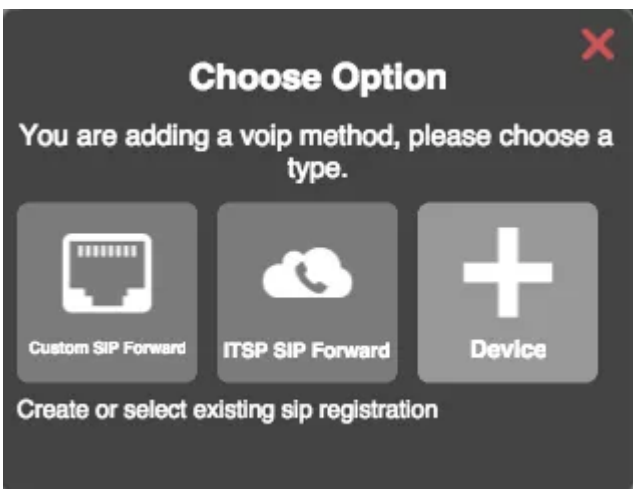 Choose Option
You are adding a voip method, please choose a
type.
Custom SIP Forward
ITSP SIP Forward
Device
Create or select existing sip registration